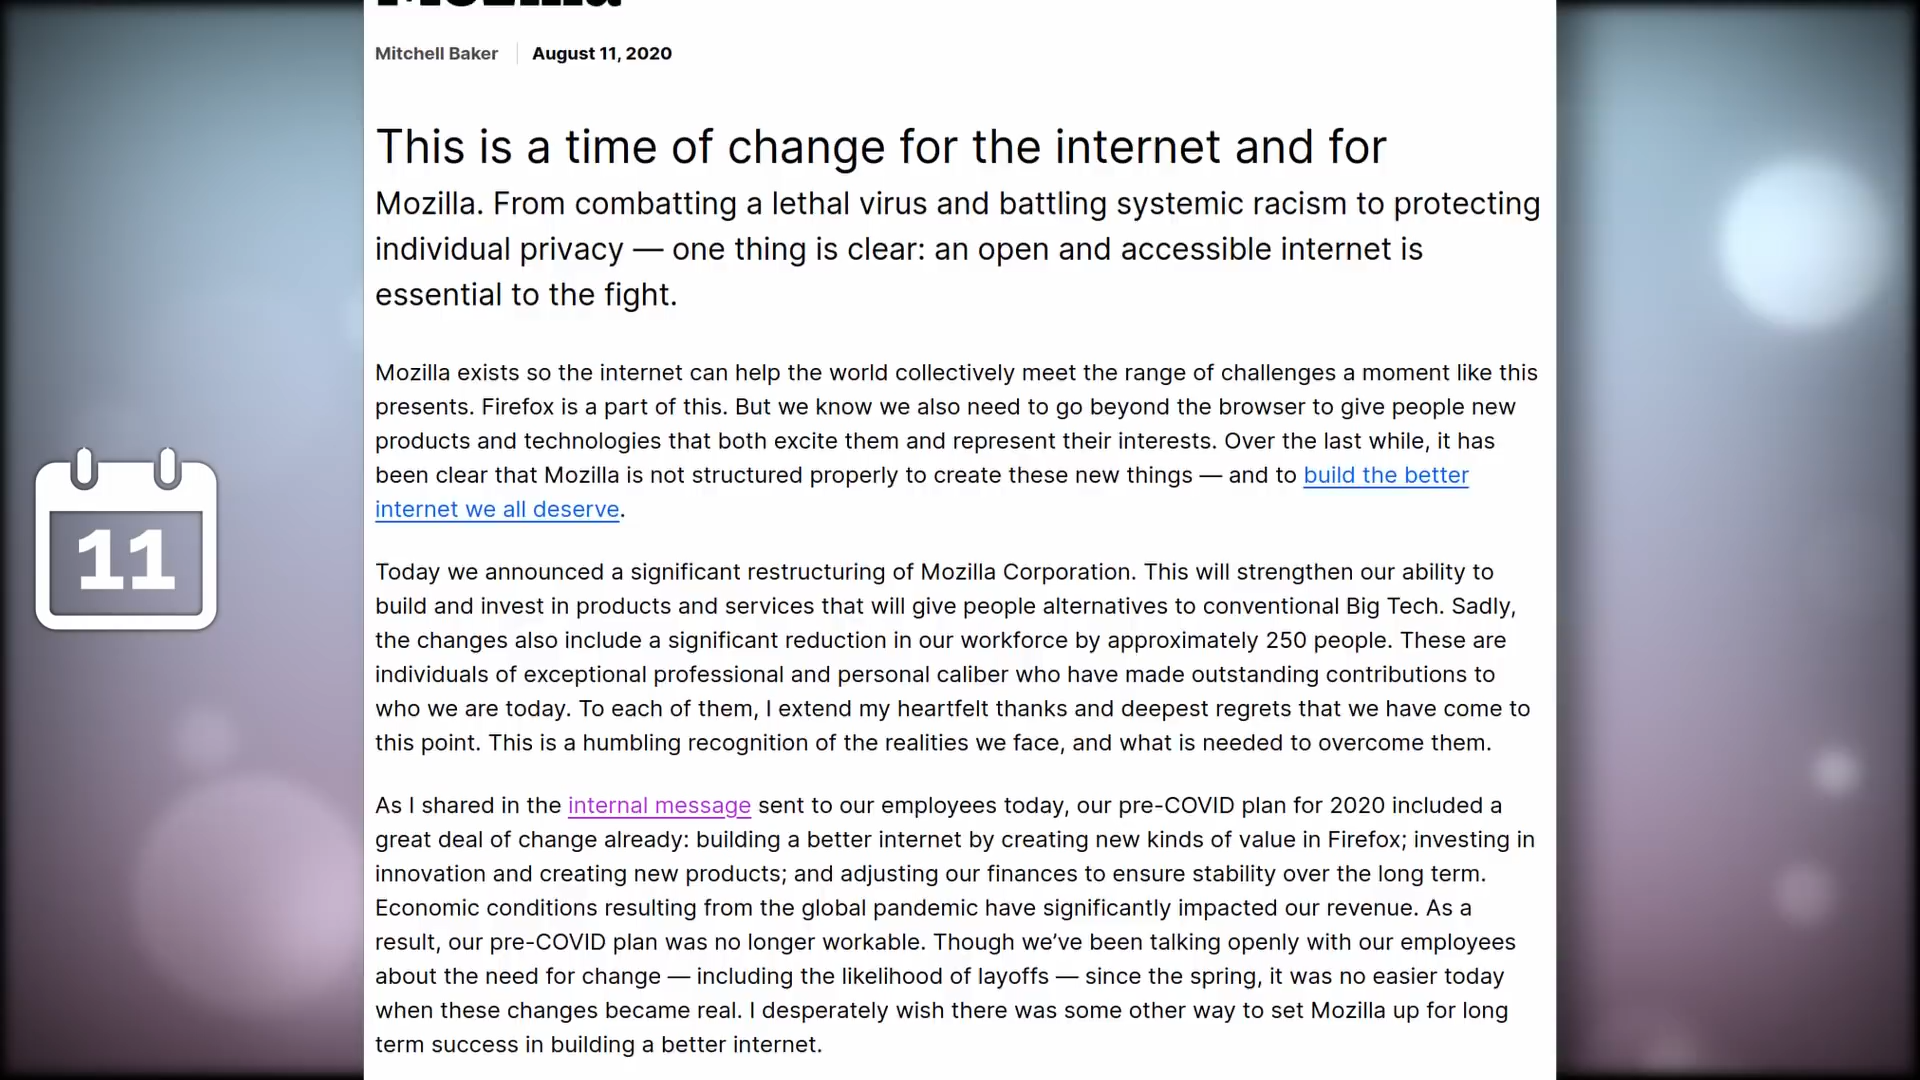 Mozilla
Mitchell Baker
August 11, 2020
This is a time of change for the internet and for
Mozilla. From combatting a lethal virus and battling systemic racism to protecting
individual privacy — one thing is clear: an open and accessible internet is
essential to the fight.
Mozilla exists so the internet can help the world collectively meet the range of challenges a moment like this
presents. Firefox is a part of this. But we know we also need to go beyond the browser to give people new
products and technologies that both excite them and represent their interests. Over the last while, it has
been clear that Mozilla is not structured properly to create these new things — and to build the better
internet we all deserve.
11
Today we announced a significant restructuring of Mozilla Corporation. This will strengthen our ability to
build and invest in products and services that will give people alternatives to conventional Big Tech. Sadly,
the changes also include a significant reduction in our workforce by approximately 250 people. These are
individuals of exceptional professional and personal caliber who have made outstanding contributions to
who we are today. To each of them, I extend my heartfelt thanks and deepest regrets that we have come to
this point. This is a humbling recognition of the realities we face, and what is needed to overcome them.
As I shared in the internal message sent to our employees today, our pre-COVID plan for 2020 included a
great deal of change already: building a better internet by creating new kinds of value in Firefox; investing in
innovation and creating new products; and adjusting our finances to ensure stability over the long term.
Economic conditions resulting from the global pandemic have significantly impacted our revenue. As a
result, our pre-COVID plan was no longer workable. Though we’ve been talking openly with our employees
about the need for change — including the likelihood of layoffs — since the spring, it was no easier today
when these changes became real. I desperately wish there was some other way to set Mozilla up for long
term success in building a better internet.